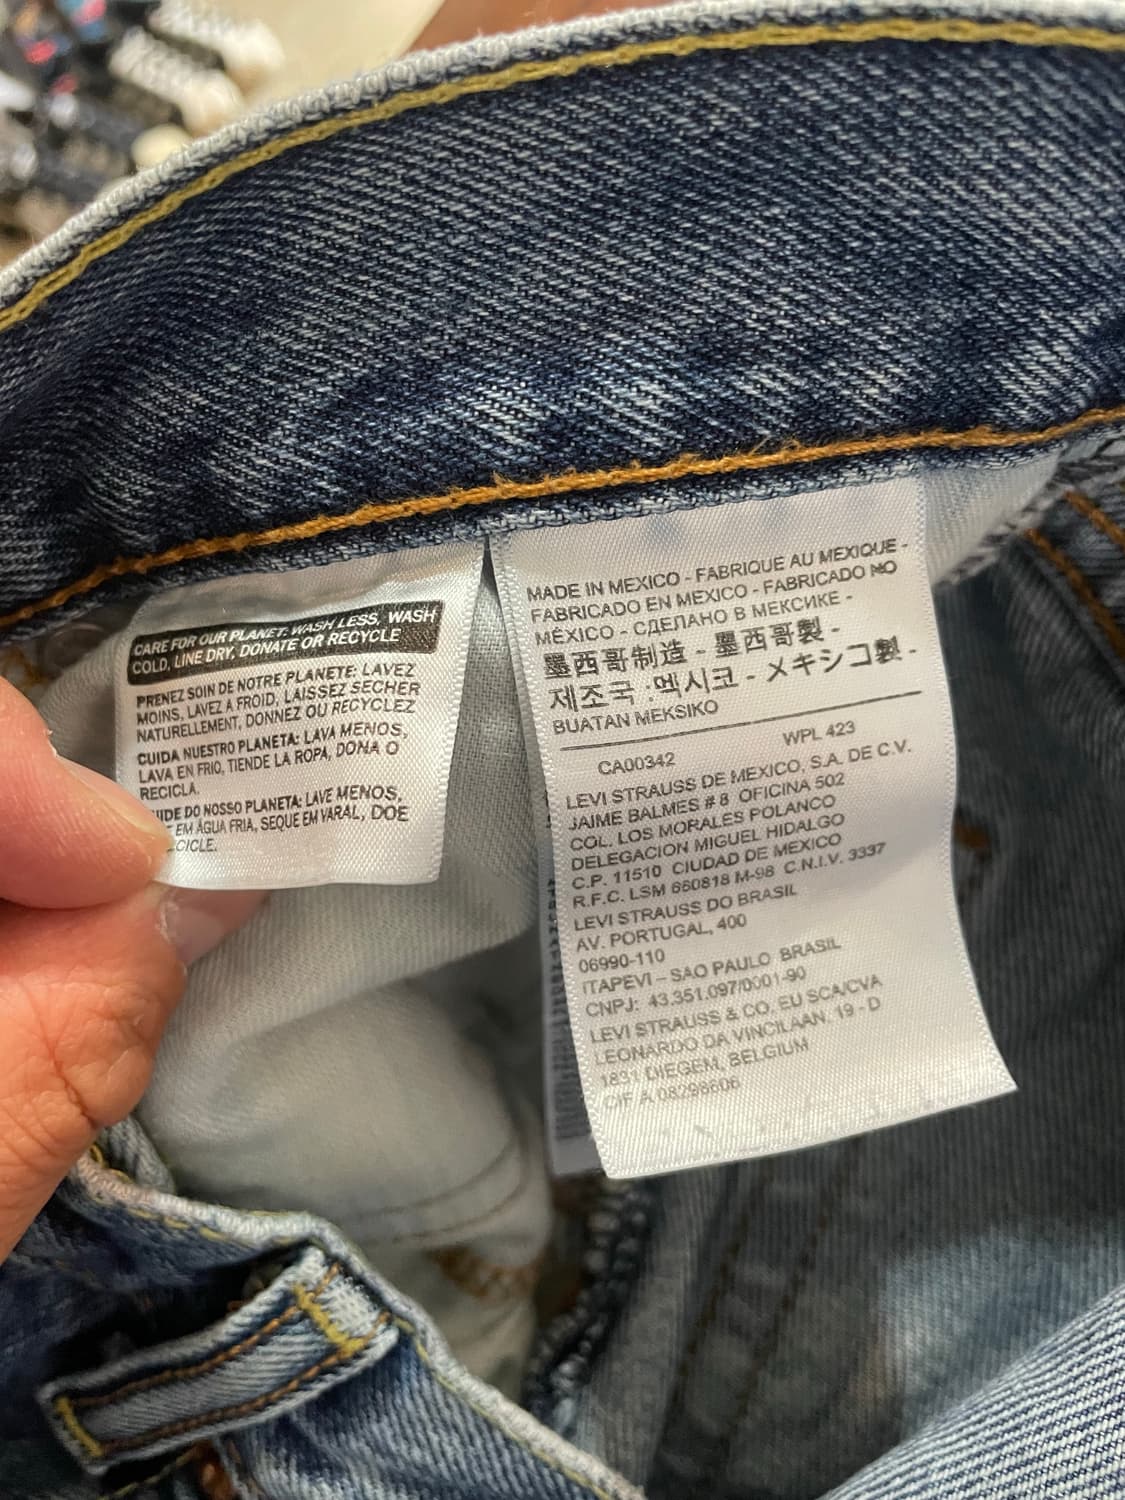 CARE FOR OUR PLANET: WASH LESS, WASH
COLD, LINE DRY, DONATE OR RECYCLE
PRENEZ SOIN DE NOTRE PLANETE: LAVEZ
MOINS, LAVEZ A FROID, LAISSEZ SECHER
NATURELLEMENT, DONNEZ OU RECYCLEZ
CUIDA NUESTRO PLANETA: LAVA MENOS,
LAVA EN FRIO, TIENDE LA ROPA, DONA O
RECICLA.
DO NOSSO PLANETA: LAVE MENOS,
EM ÁGUA FRIA, SEQUE EM VARAL, DOE
MADE IN MEXICO - FABRIQUE AU MEXIQUE -
FABRICADO EN MEXICO - FABRICADO NO
MÉXICO - СДЕЛАНО В МЕКСИКЕ -
墨西哥制造 - 墨西哥製 -
제조국 :멕시코 - メキシコ製 -
BUATAN MEKSIKO
CA00342 WPL 423
LEVI STRAUSS DE MEXICO, S.A. DE C.V.
JAIME BALMES # 8 OFICINA 502
COL. LOS MORALES POLANCO
DELEGACION MIGUEL HIDALGO
C.P. 11510 CIUDAD DE MEXICO
R.F.C. LSM 660818 M-98 C.N.I.V. 3337
LEVI STRAUSS DO BRASIL
AV. PORTUGAL, 400
06990-110
ITAPEVI – SAO PAULO BRASIL
CNPJ: 43.351.097/0001-90
LEVI STRAUSS & CO. EU SCA/CVA
LEONARDO DA VINCILAAN. 19 - D
1831 DIEGEM, BELGIUM
CIF A 08298606